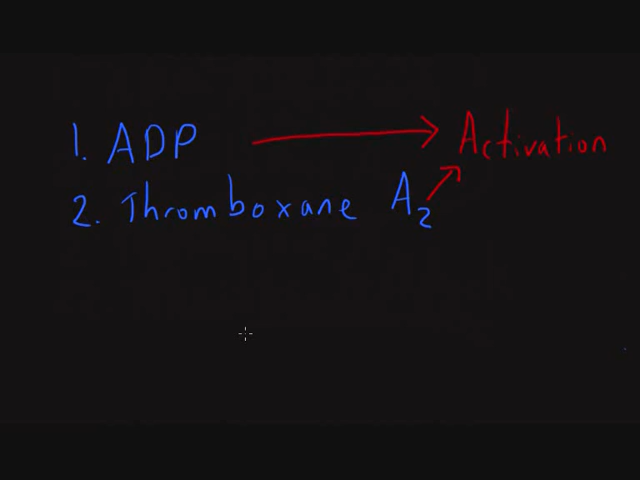 1. ADP → Activation
2. Thromboxane A₂